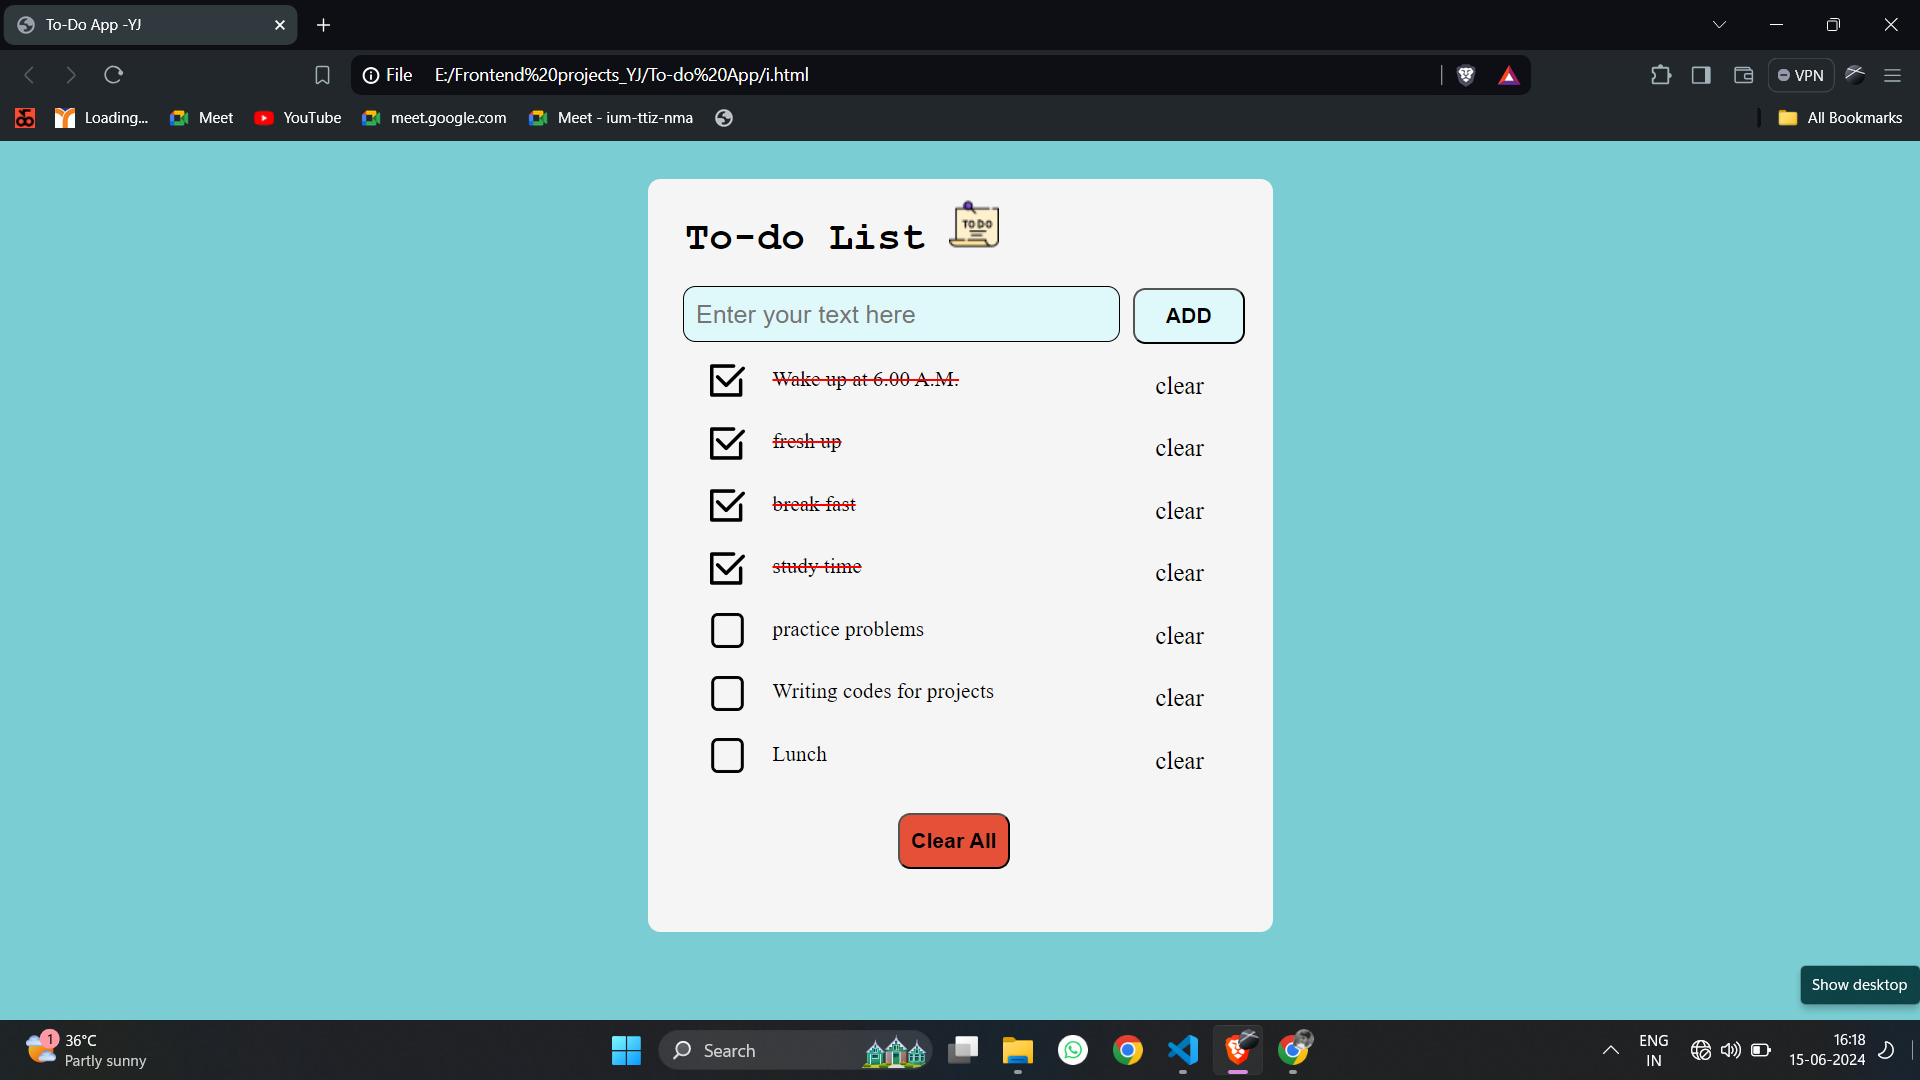 To-Do App -YJ
File E:/Frontend%20projects_YJ/To-do%20App/i.html
VPN
Loading... Meet YouTube meet.google.com Meet - ium-ttiz-nma All Bookmarks
To-do List TO DO
Enter your text here ADD
Wake up at 6.00 A.M. clear
fresh up clear
break fast clear
study time clear
practice problems clear
Writing codes for projects clear
Lunch clear
Clear All
Show desktop
1 36°C
Partly sunny
Search
ENG
IN
16:18
15-06-2024